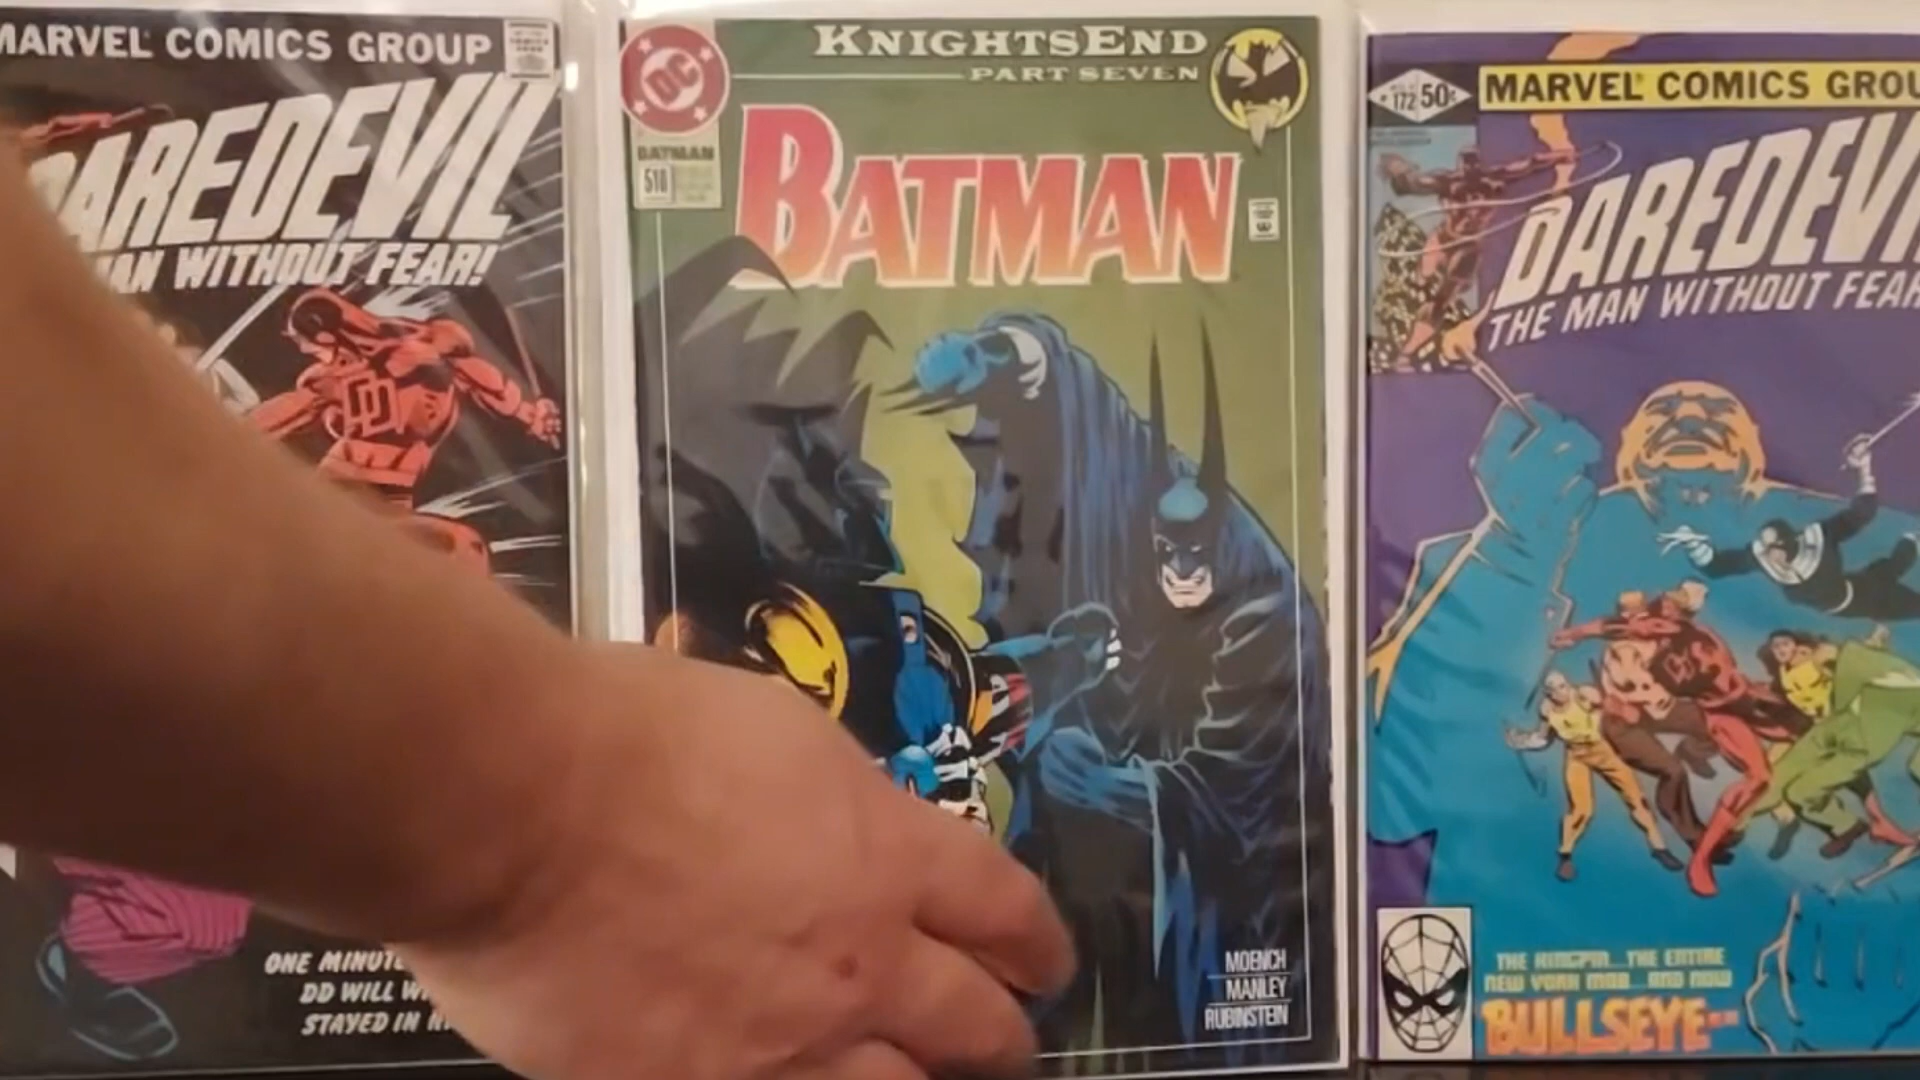 MARVEL COMICS GROUP
DAREDEVIL
MAN WITHOUT FEAR!
DD
ONE MINUTE
DD WILL
STAYED IN
KNIGHTSEND
PART SEVEN
DC
BATMAN
510
BATMAN
MOENCH
MANLEY
RUBINSTEIN
172 50¢
MARVEL COMICS GROU
DAREDEVI
THE MAN WITHOUT FEAR
THE KINGPIN...THE ENTIRE
NEW YORK MOB...AND NOW
BULLSEYE--